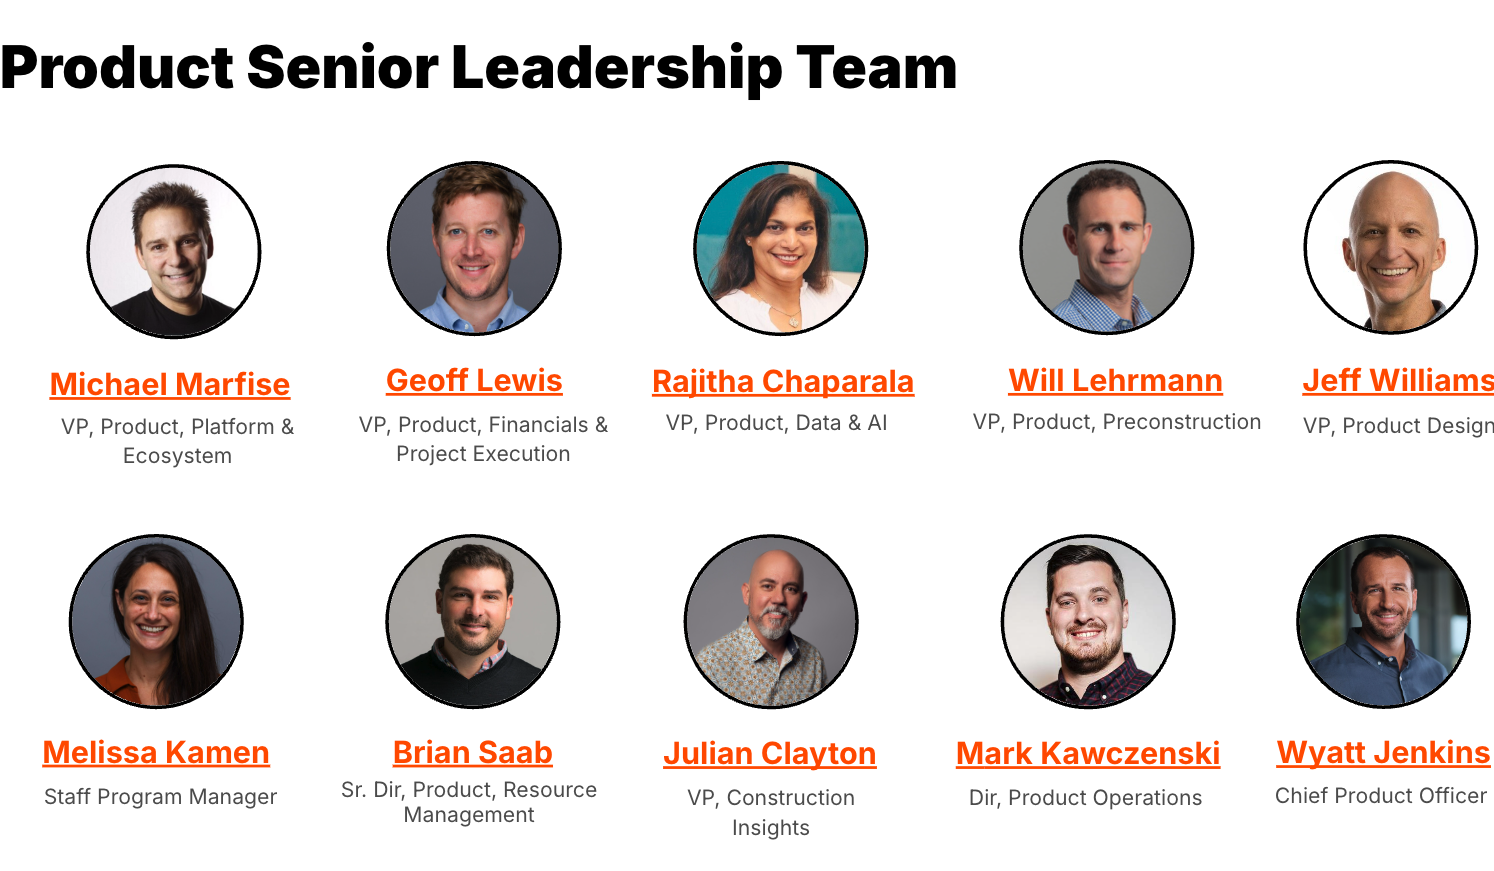 Product Senior Leadership Team
Michael Marfise
VP, Product, Platform &
Ecosystem
Geoff Lewis
VP, Product, Financials &
Project Execution
Rajitha Chaparala
VP, Product, Data & AI
Will Lehrmann
VP, Product, Preconstruction
Jeff Williams
VP, Product Design
Melissa Kamen
Staff Program Manager
Brian Saab
Sr. Dir, Product, Resource
Management
Julian Clayton
VP, Construction
Insights
Mark Kawczenski
Dir, Product Operations
Wyatt Jenkins
Chief Product Officer